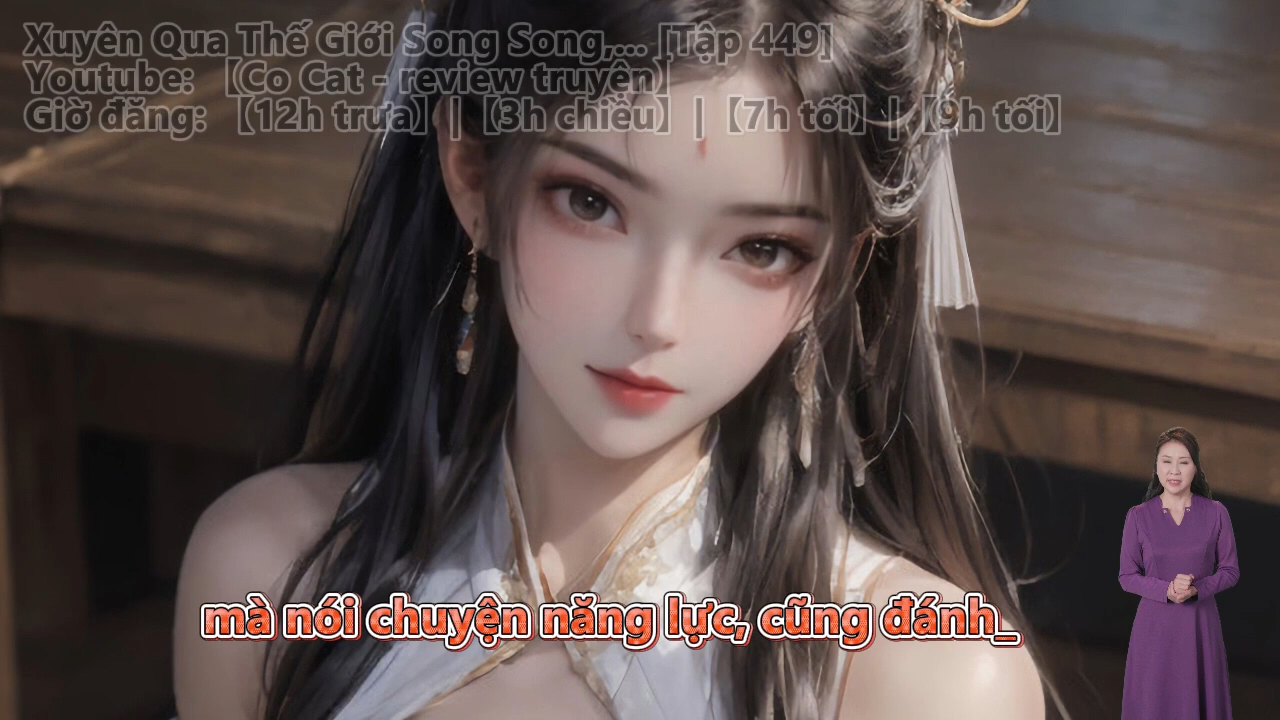 Xuyên Qua Thế Giới Song Song,... [Tập 449]
Youtube: 【Co Cat - review truyện】
Giờ đăng: 【12h trưa】 | 【3h chiều】 | 【7h tối】 | 【9h tối】
mà nói chuyện năng lực, cũng đánh_